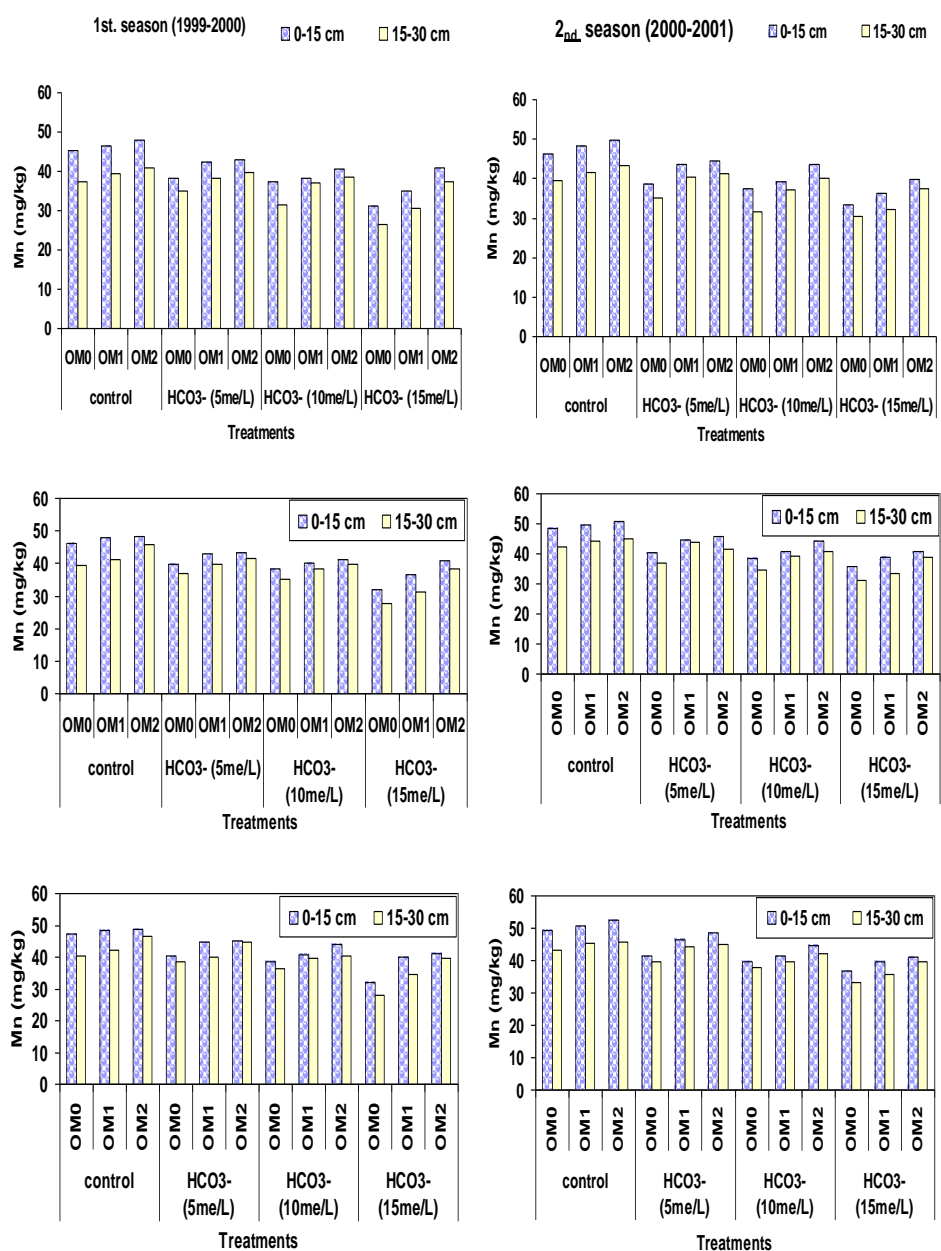 1st. season (1999-2000) 0-15 cm 15-30 cm
2nd season (2000-2001) 0-15 cm 15-30 cm
60
50
40
30
20
10
0
Mn (mg/kg)
OM0 OM1 OM2 OM0 OM1 OM2 OM0 OM1 OM2 OM0 OM1 OM2
control HCO3- (5me/L) HCO3- (10me/L) HCO3- (15me/L)
Treatments
60
50
40
30
20
10
0
Mn (mg/kg)
OM0 OM1 OM2 OM0 OM1 OM2 OM0 OM1 OM2 OM0 OM1 OM2
control HCO3- (5me/L) HCO3- (10me/L) HCO3- (15me/L)
Treatments
0-15 cm 15-30 cm
60
50
40
30
20
10
0
Mn (mg/kg)
OM0 OM1 OM2 OM0 OM1 OM2 OM0 OM1 OM2 OM0 OM1 OM2
control HCO3- (5me/L) HCO3- HCO3-
(10me/L) (15me/L)
Treatments
0-15 cm 15-30 cm
60
50
40
30
20
10
0
Mn (mg/kg)
OM0 OM1 OM2 OM0 OM1 OM2 OM0 OM1 OM2 OM0 OM1 OM2
control HCO3- HCO3- HCO3-
(5me/L) (10me/L) (15me/L)
Treatments
0-15 cm 15-30 cm
60
50
40
30
20
10
0
Mn (mg/kg)
OM0 OM1 OM2 OM0 OM1 OM2 OM0 OM1 OM2 OM0 OM1 OM2
control HCO3- HCO3- HCO3-
(5me/L) (10me/L) (15me/L)
Treatments
0-15 cm 15-30 cm
60
50
40
30
20
10
0
Mn (mg/kg)
OM0 OM1 OM2 OM0 OM1 OM2 OM0 OM1 OM2 OM0 OM1 OM2
control HCO3- HCO3- HCO3-
(5me/L) (10me/L) (15me/L)
Treatments